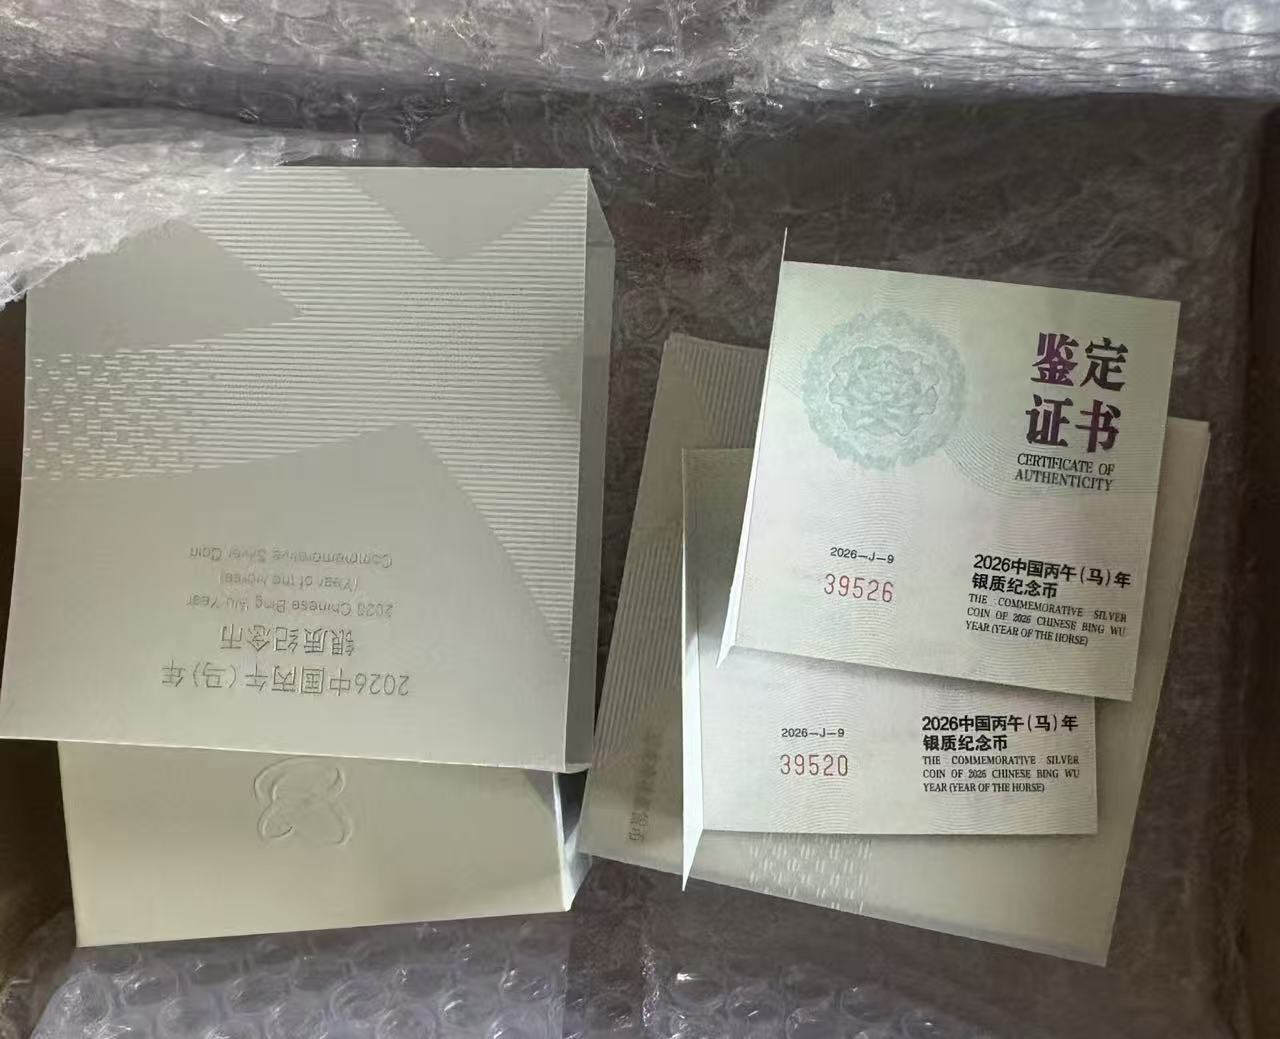 2026中国丙午(马)年
银质纪念币
2026 Chinese Bing Wu Year
(Year of the Horse)
Commemorative Silver Coin
鉴定
证书
CERTIFICATE OF
AUTHENTICITY
2026-J-9
39526
2026中国丙午(马)年
银质纪念币
THE COMMEMORATIVE SILVER
COIN OF 2026 CHINESE BING WU
YEAR (YEAR OF THE HORSE)
2026-J-9
39520
2026中国丙午(马)年
银质纪念币
THE COMMEMORATIVE SILVER
COIN OF 2026 CHINESE BING WU
YEAR (YEAR OF THE HORSE)